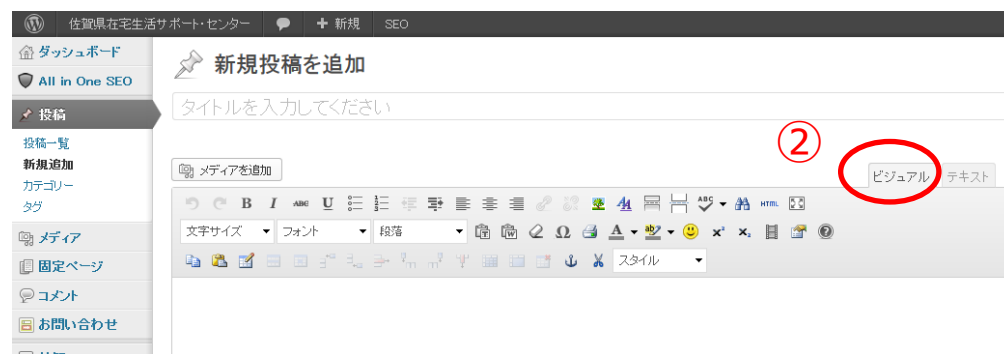 佐賀県在宅生活サポート・センター + 新規 SEO
ダッシュボード
All in One SEO
投稿
投稿一覧
新規追加
カテゴリー
タグ
メディア
固定ページ
コメント
お問い合わせ
新規投稿を追加
タイトルを入力してください
②
メディアを追加
ビジュアル テキスト
B I ABC U ABC HTML
文字サイズ フォント 段落 Ω A ab x² x₂
スタイル